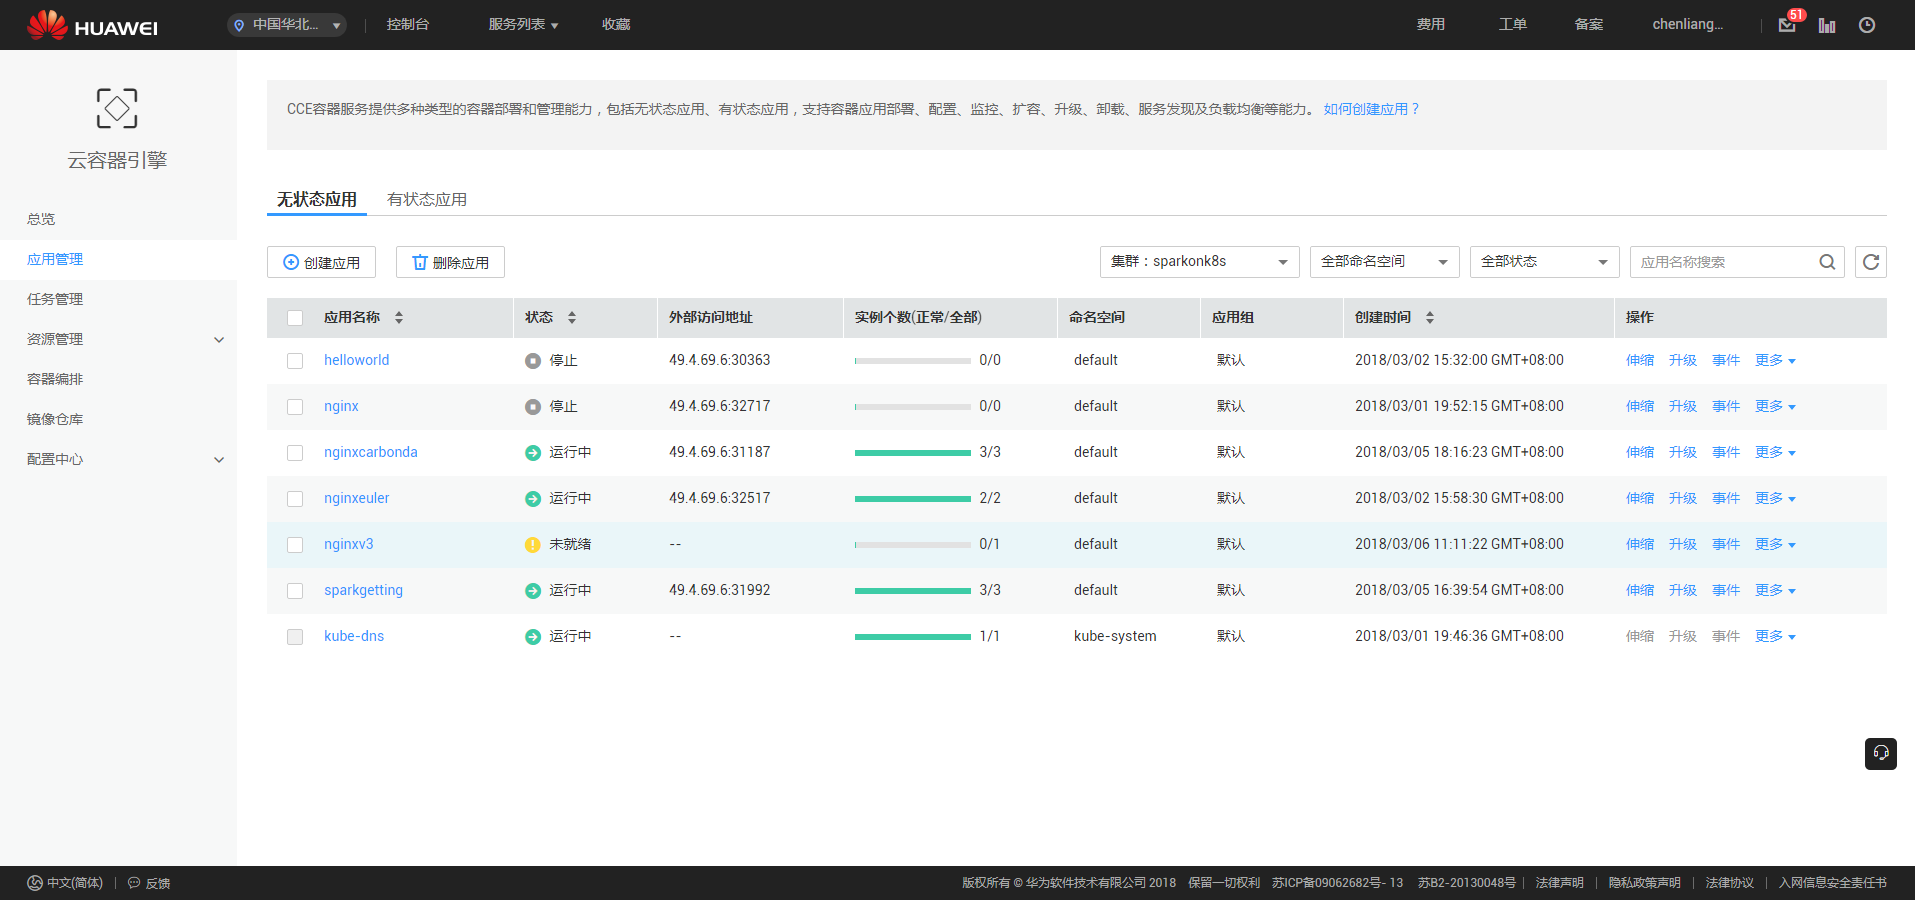 HUAWEI 中国华北... 控制台 服务列表 收藏 费用 工单 备案 chenliang... 51
云容器引擎
总览
应用管理
任务管理
资源管理
容器编排
镜像仓库
配置中心
CCE容器服务提供多种类型的容器部署和管理能力，包括无状态应用、有状态应用，支持容器应用部署、配置、监控、扩容、升级、卸载、服务发现及负载均衡等能力。 如何创建应用？
无状态应用 有状态应用
创建应用 删除应用 集群：sparkonk8s 全部命名空间 全部状态 应用名称搜索
应用名称 状态 外部访问地址 实例个数(正常/全部) 命名空间 应用组 创建时间 操作
helloworld 停止 49.4.69.6:30363 0/0 default 默认 2018/03/02 15:32:00 GMT+08:00 伸缩 升级 事件 更多
nginx 停止 49.4.69.6:32717 0/0 default 默认 2018/03/01 19:52:15 GMT+08:00 伸缩 升级 事件 更多
nginxcarbonda 运行中 49.4.69.6:31187 3/3 default 默认 2018/03/05 18:16:23 GMT+08:00 伸缩 升级 事件 更多
nginxeuler 运行中 49.4.69.6:32517 2/2 default 默认 2018/03/02 15:58:30 GMT+08:00 伸缩 升级 事件 更多
nginxv3 未就绪 -- 0/1 default 默认 2018/03/06 11:11:22 GMT+08:00 伸缩 升级 事件 更多
sparkgetting 运行中 49.4.69.6:31992 3/3 default 默认 2018/03/05 16:39:54 GMT+08:00 伸缩 升级 事件 更多
kube-dns 运行中 -- 1/1 kube-system 默认 2018/03/01 19:46:36 GMT+08:00 伸缩 升级 事件 更多
中文(简体) | 反馈 版权所有 © 华为软件技术有限公司 2018 保留一切权利 苏ICP备09062682号- 13 苏B2-20130048号 | 法律声明 | 隐私政策声明 | 法律协议 | 入网信息安全责任书